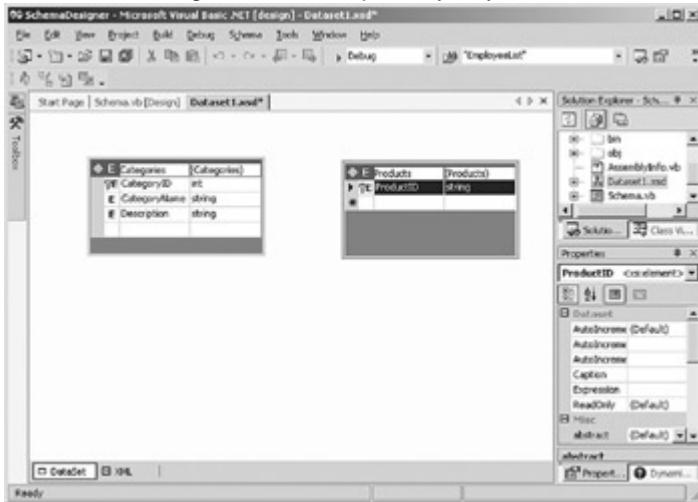 SchemaDesigner - Microsoft Visual Basic .NET [design] - Dataset1.xsd*
File Edit View Project Build Debug Schema Tools Window Help
Debug "EmployeesList"
Start Page Schema.vb [Design] Dataset1.xsd*
Toolbox
E Categories (Categories)
E CategoryID int
E CategoryName string
E Description string
E Products (Products)
E ProductID string
Solution Explorer - Sch...
bin
obj
AssemblyInfo.vb
Dataset1.xsd
Schema.vb
Solutio... Class Vi...
Properties
ProductID <xs:element>
Dataset
AutoIncreme (Default)
AutoIncreme
AutoIncreme
Caption
Expression
ReadOnly (Default)
Misc
abstract (Default)
abstract
Propert... Dynami...
DataSet XML
Ready